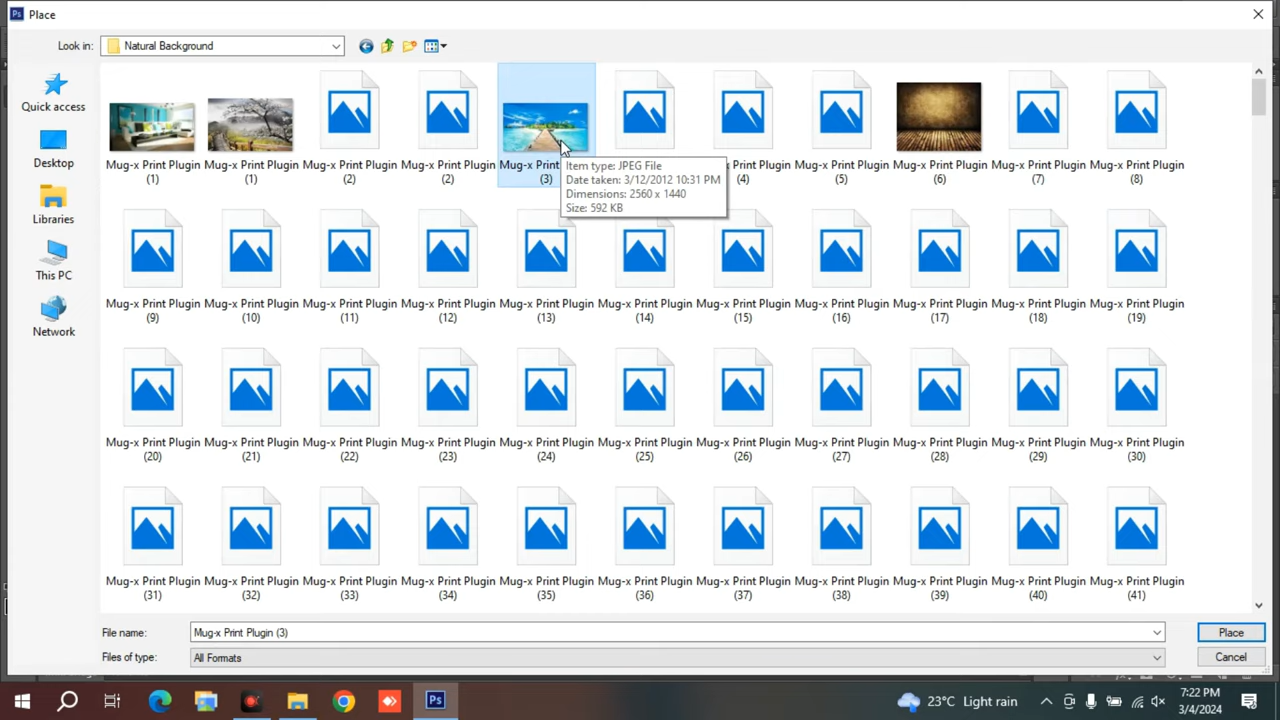 Ps Place
Look in: Natural Background
Quick access
Desktop
Libraries
This PC
Network
Mug-x Print Plugin (1)
Mug-x Print Plugin (1)
Mug-x Print Plugin (2)
Mug-x Print Plugin (2)
Mug-x Print (3)
(4)
(5)
Mug-x Print Plugin (6)
Mug-x Print Plugin (7)
Mug-x Print Plugin (8)
Item type: JPEG File
Date taken: 3/12/2012 10:31 PM
Dimensions: 2560 x 1440
Size: 592 KB
Mug-x Print Plugin (9)
Mug-x Print Plugin (10)
Mug-x Print Plugin (11)
Mug-x Print Plugin (12)
Mug-x Print Plugin (13)
Mug-x Print Plugin (14)
Mug-x Print Plugin (15)
Mug-x Print Plugin (16)
Mug-x Print Plugin (17)
Mug-x Print Plugin (18)
Mug-x Print Plugin (19)
Mug-x Print Plugin (20)
Mug-x Print Plugin (21)
Mug-x Print Plugin (22)
Mug-x Print Plugin (23)
Mug-x Print Plugin (24)
Mug-x Print Plugin (25)
Mug-x Print Plugin (26)
Mug-x Print Plugin (27)
Mug-x Print Plugin (28)
Mug-x Print Plugin (29)
Mug-x Print Plugin (30)
Mug-x Print Plugin (31)
Mug-x Print Plugin (32)
Mug-x Print Plugin (33)
Mug-x Print Plugin (34)
Mug-x Print Plugin (35)
Mug-x Print Plugin (36)
Mug-x Print Plugin (37)
Mug-x Print Plugin (38)
Mug-x Print Plugin (39)
Mug-x Print Plugin (40)
Mug-x Print Plugin (41)
File name: Mug-x Print Plugin (3) Place
Files of type: All Formats Cancel
Ps 23°C Light rain
7:22 PM
3/4/2024